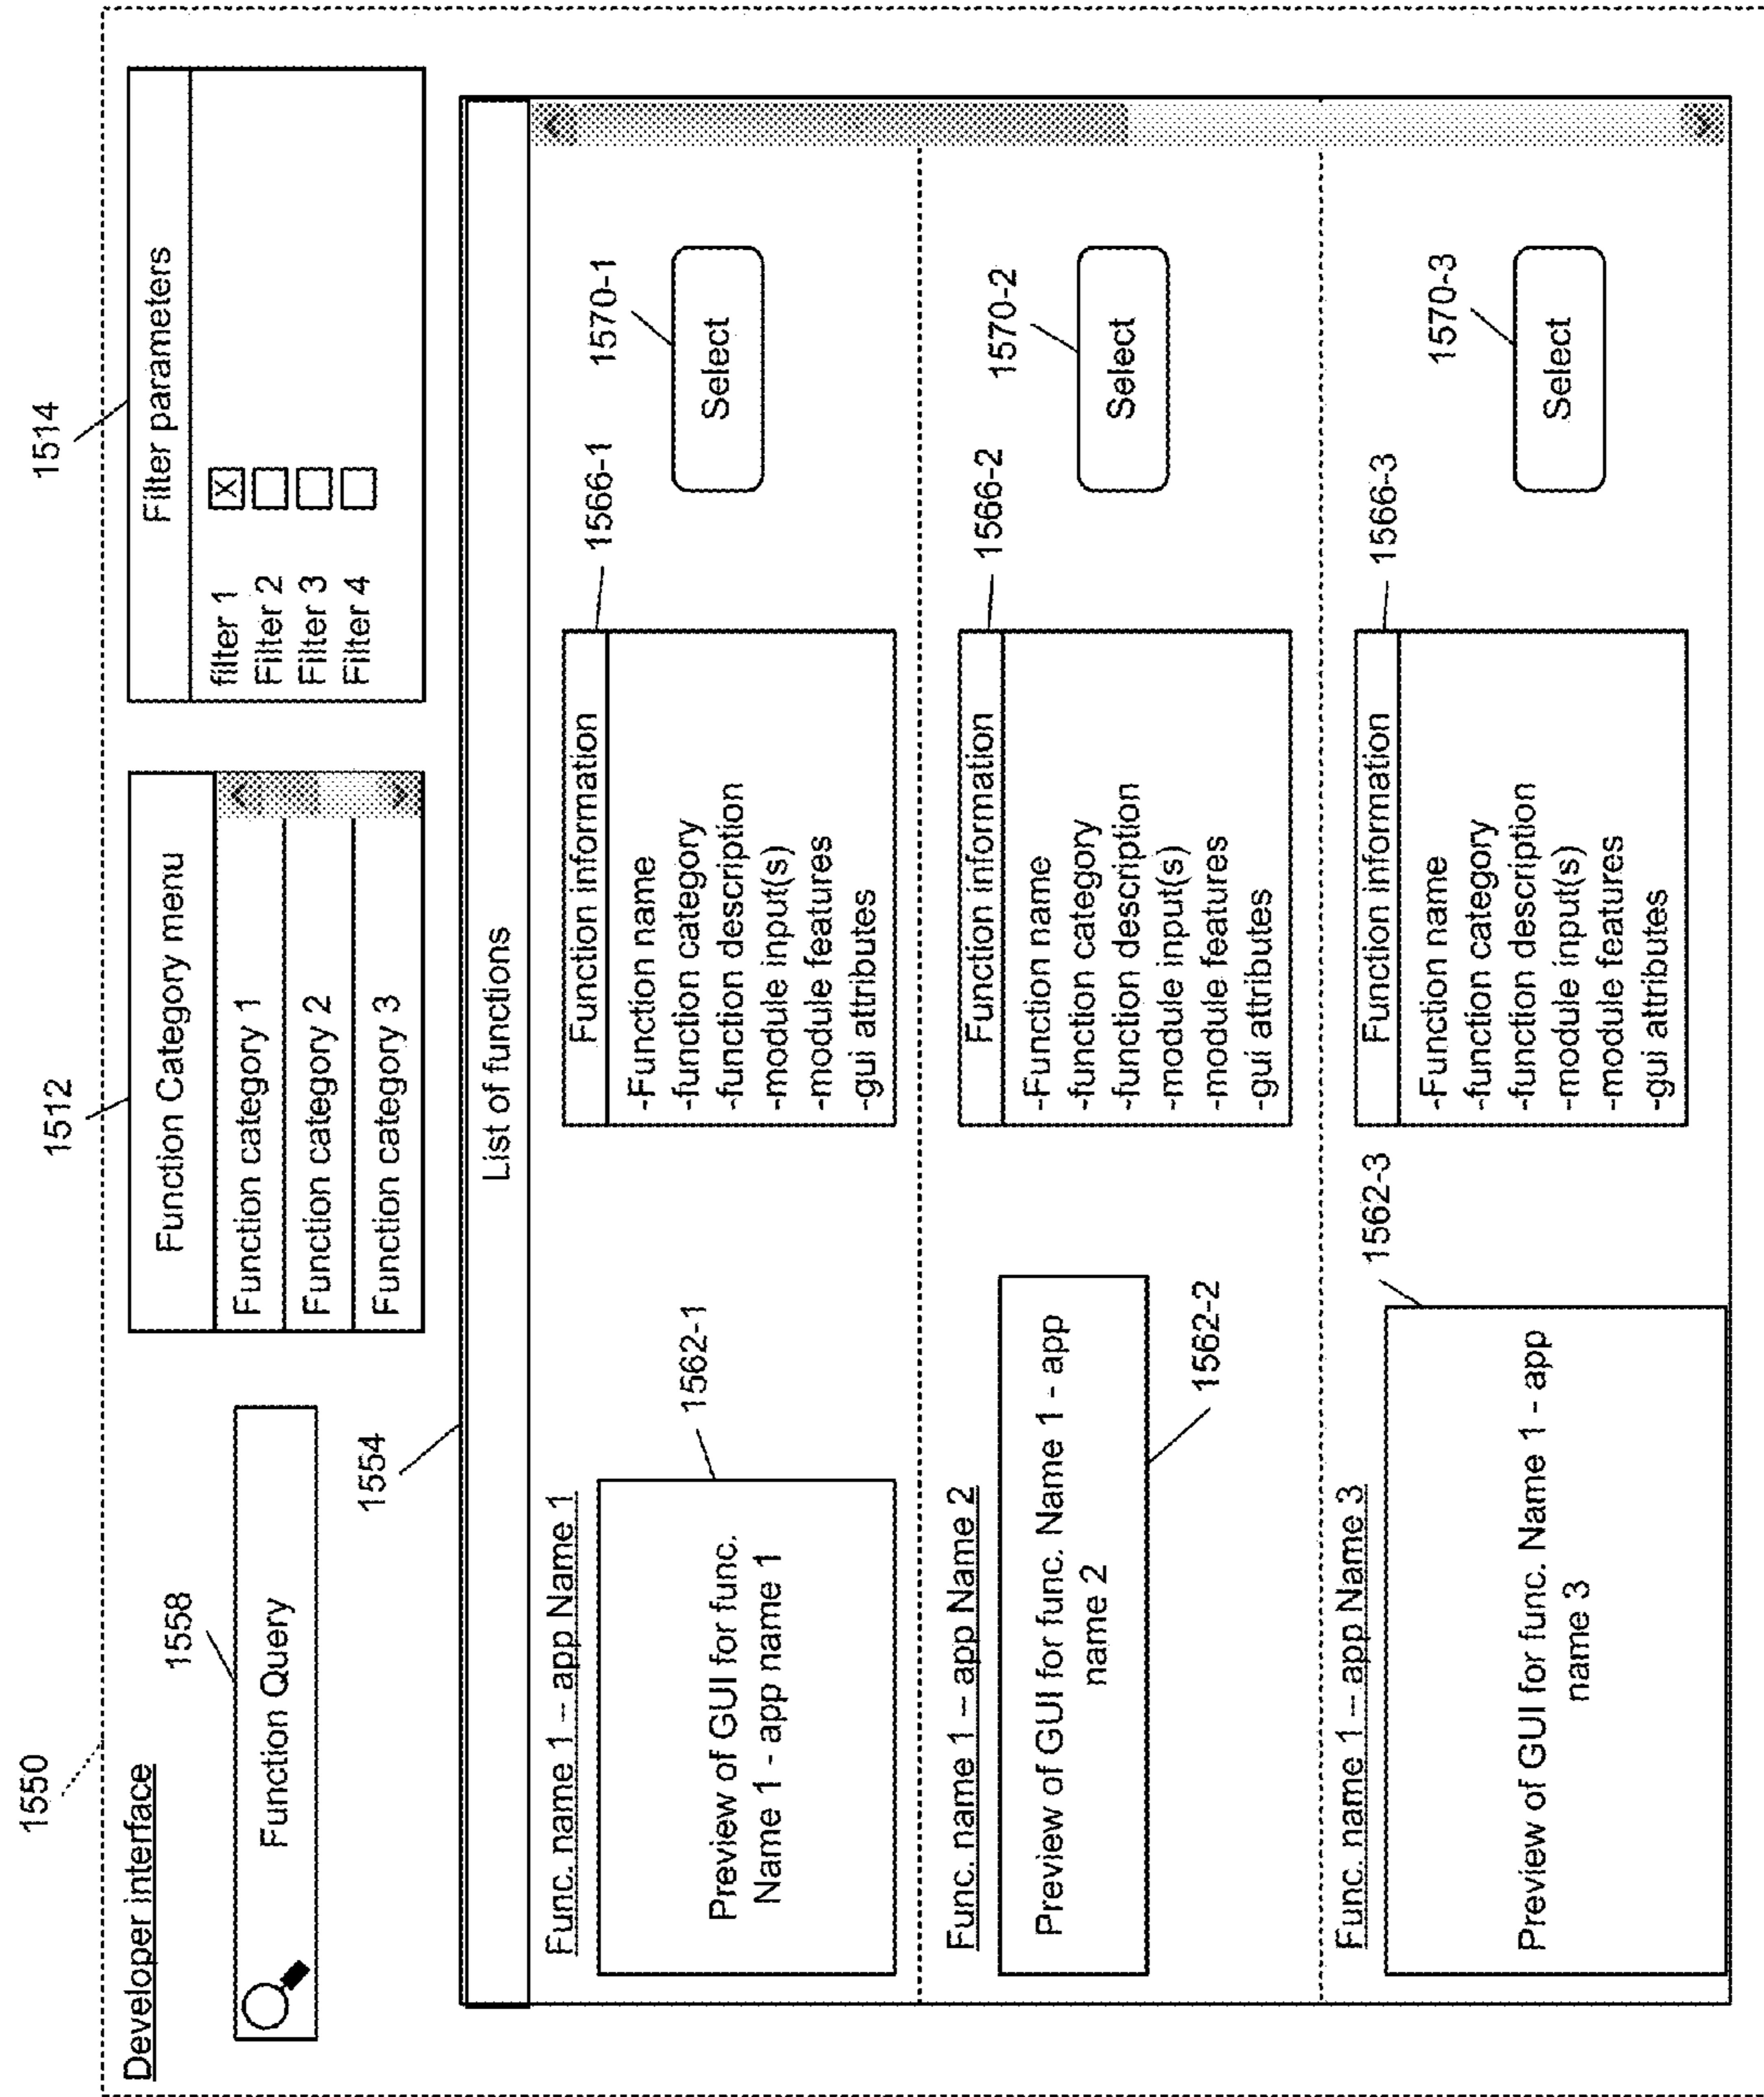 1550
Developer interface
1558
Function Query
1512
Function Category menu
Function category 1
Function category 2
Function category 3
1514
Filter parameters
filter 1 X
Filter 2
Filter 3
Filter 4
1554
List of functions
Func. name 1 – app Name 1
Preview of GUI for func.
Name 1 - app name 1
1562-1
Function information
-Function name
-function category
-function description
-module input(s)
-module features
-gui attributes
1566-1
Select
1570-1
Func. name 1 – app Name 2
Preview of GUI for func. Name 1 - app
name 2
1562-2
Function information
-Function name
-function category
-function description
-module input(s)
-module features
-gui attributes
1566-2
Select
1570-2
Func. name 1 – app Name 3
Preview of GUI for func. Name 1 - app
name 3
1562-3
Function information
-Function name
-function category
-function description
-module input(s)
-module features
-gui attributes
1566-3
Select
1570-3